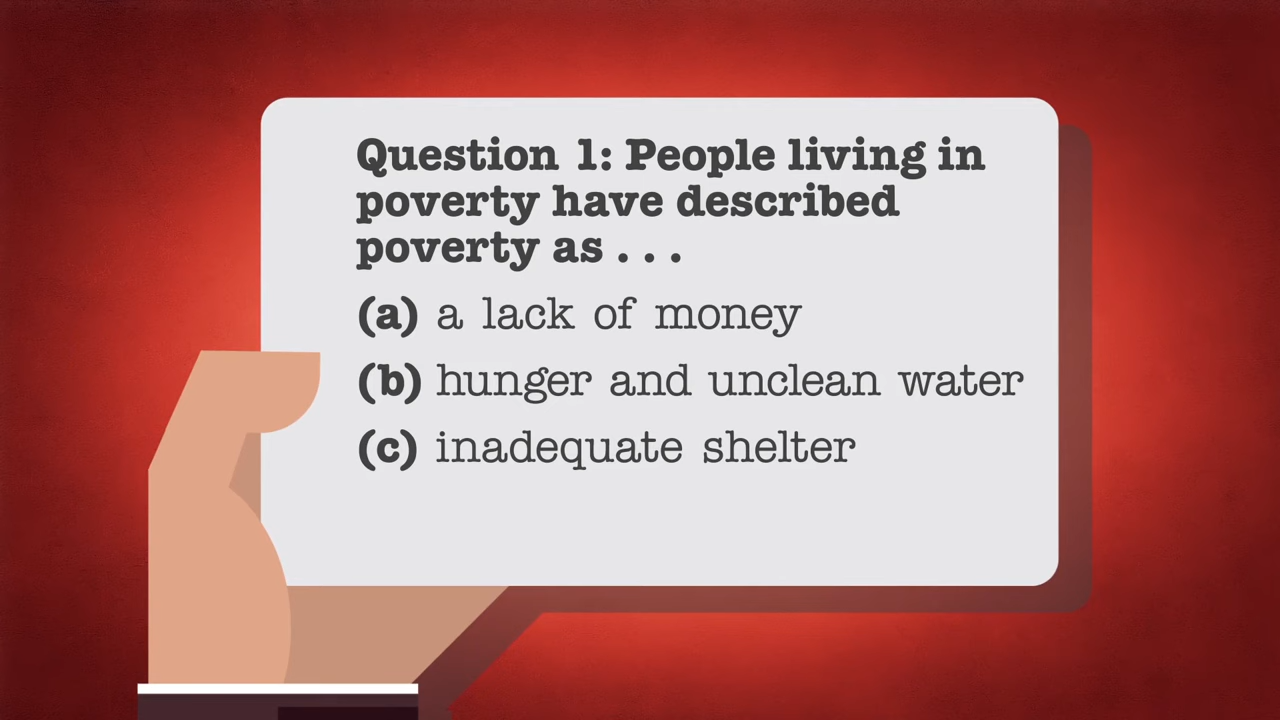 Question 1: People living in
poverty have described
poverty as . . .
(a) a lack of money
(b) hunger and unclean water
(c) inadequate shelter